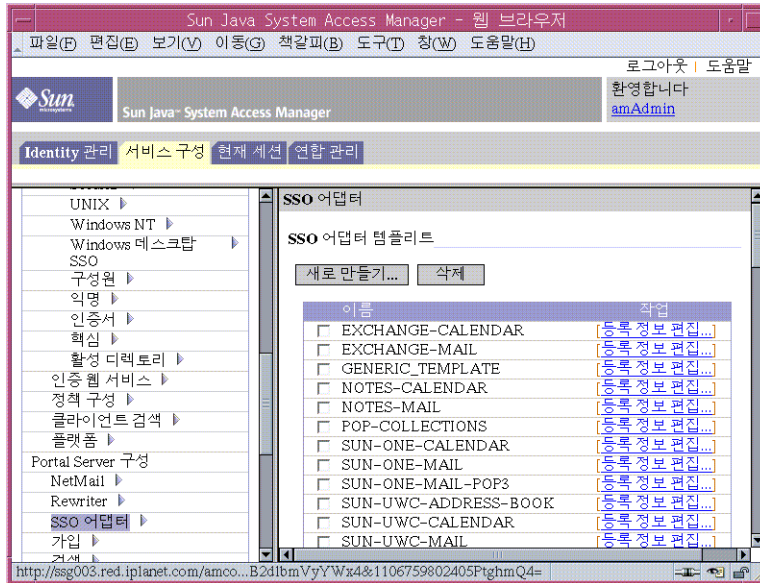 Sun Java System Access Manager - 웹 브라우저
파일(F) 편집(E) 보기(V) 이동(G) 책갈피(B) 도구(T) 창(W) 도움말(H)
로그아웃 | 도움말
Sun
microsystems
Sun Java™ System Access Manager
환영합니다
amAdmin
Identity 관리 서비스 구성 현재 세션 연합 관리
UNIX
Windows NT
Windows 데스크탑
SSO
구성원
익명
인증서
핵심
활성 디렉토리
인증 웹 서비스
정책 구성
클라이언트 검색
플랫폼
Portal Server 구성
NetMail
Rewriter
SSO 어댑터
가입
검색
SSO 어댑터
SSO 어댑터 템플리트
새로 만들기... 삭제
이름 작업
EXCHANGE-CALENDAR [등록 정보 편집...]
EXCHANGE-MAIL [등록 정보 편집...]
GENERIC_TEMPLATE [등록 정보 편집...]
NOTES-CALENDAR [등록 정보 편집...]
NOTES-MAIL [등록 정보 편집...]
POP-COLLECTIONS [등록 정보 편집...]
SUN-ONE-CALENDAR [등록 정보 편집...]
SUN-ONE-MAIL [등록 정보 편집...]
SUN-ONE-MAIL-POP3 [등록 정보 편집...]
SUN-UWC-ADDRESS-BOOK [등록 정보 편집...]
SUN-UWC-CALENDAR [등록 정보 편집...]
SUN-UWC-MAIL [등록 정보 편집...]
http://ssg003.red.iplanet.com/amco...B2dlbmVyYWx4&1106759802405PtghmQ4=